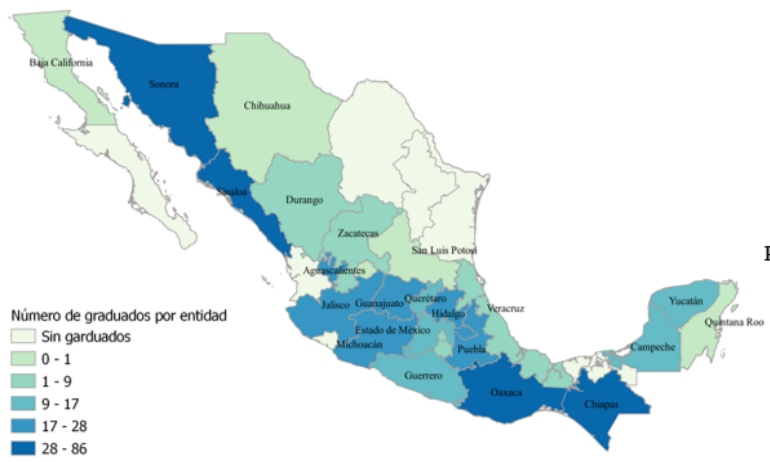 Baja California
Sonora
Chihuahua
Sinaloa
Durango
Zacatecas
San Luis Potosí
Aguascalientes
Jalisco
Guanajuato
Querétaro
Hidalgo
Veracruz
Estado de México
Michoacán
Puebla
Guerrero
Oaxaca
Chiapas
Yucatán
Quintana Roo
Campeche
Número de graduados por entidad
Sin garduados
0 - 1
1 - 9
9 - 17
17 - 28
28 - 86